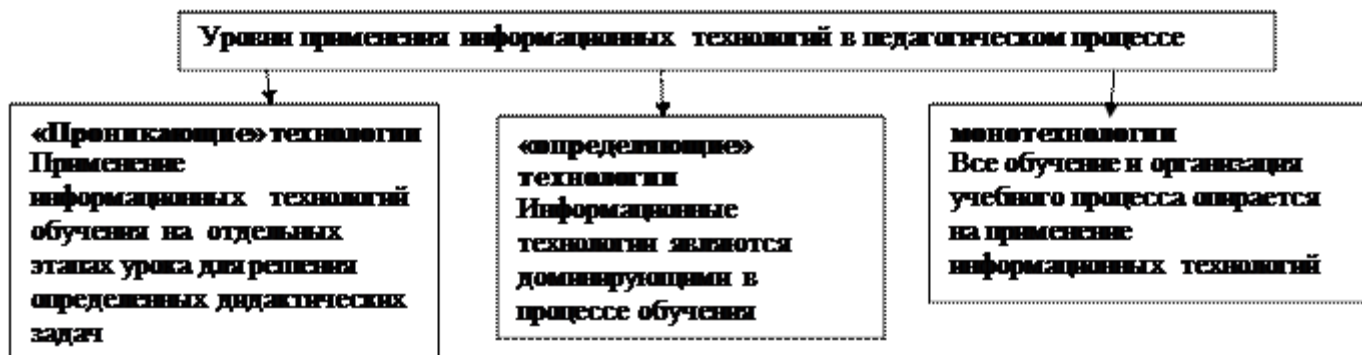 Уровни применения информационных технологий в педагогическом процессе
«Проникающие» технологии
Применение
информационных технологий
обучения на отдельных
этапах урока для решения
определенных дидактических
задач
«определяющие»
технологии
Информационные
технологии являются
доминирующими в
процессе обучения
монотехнологии
Все обучение и организация
учебного процесса опирается
на применение
информационных технологий